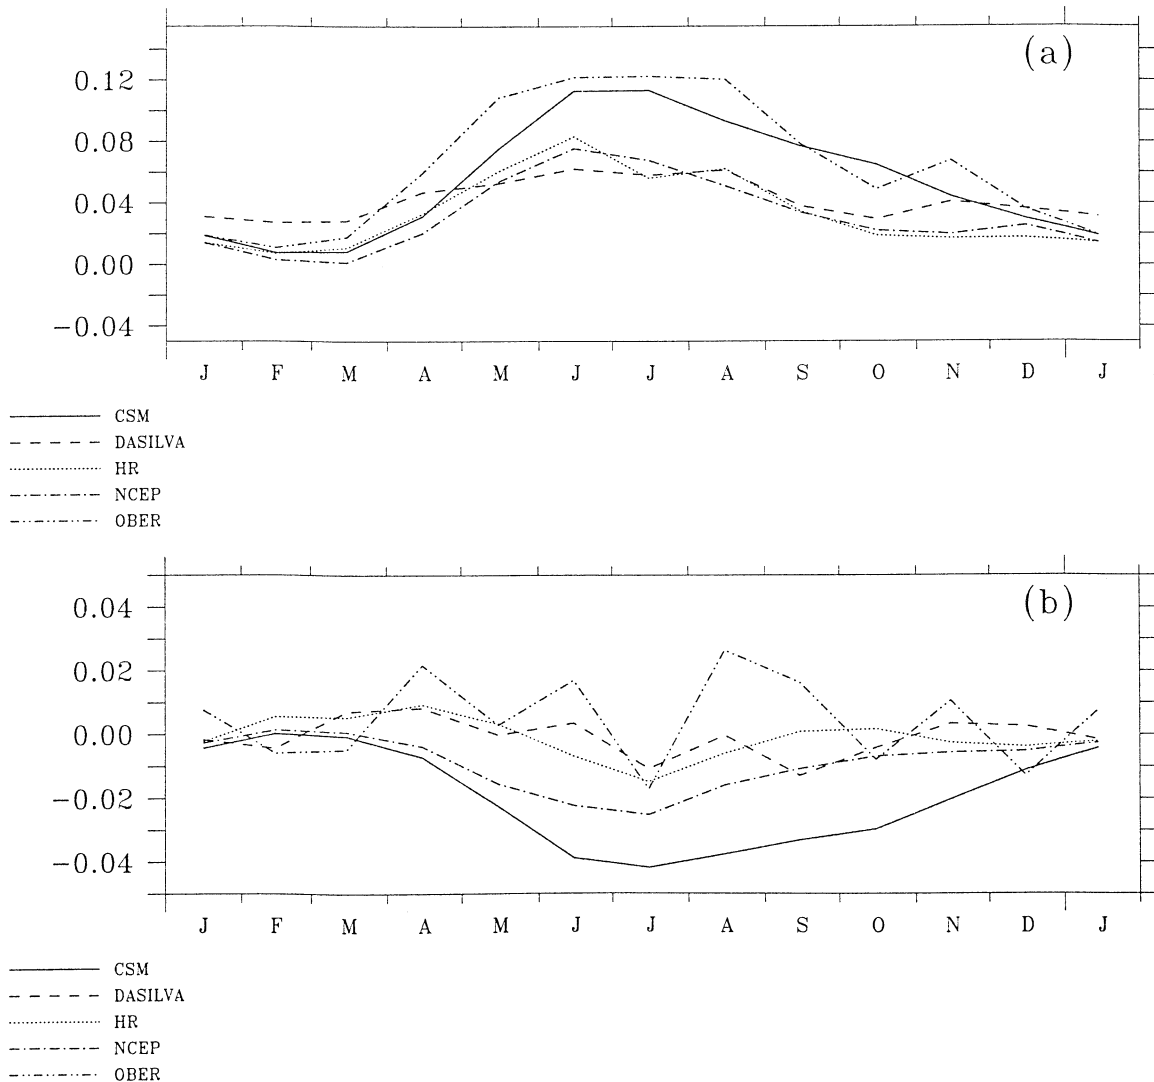 (a)
0.12
0.08
0.04
0.00
−0.04
J F M A M J J A S O N D J
CSM
DASILVA
HR
NCEP
OBER
(b)
0.04
0.02
0.00
−0.02
−0.04
J F M A M J J A S O N D J
CSM
DASILVA
HR
NCEP
OBER